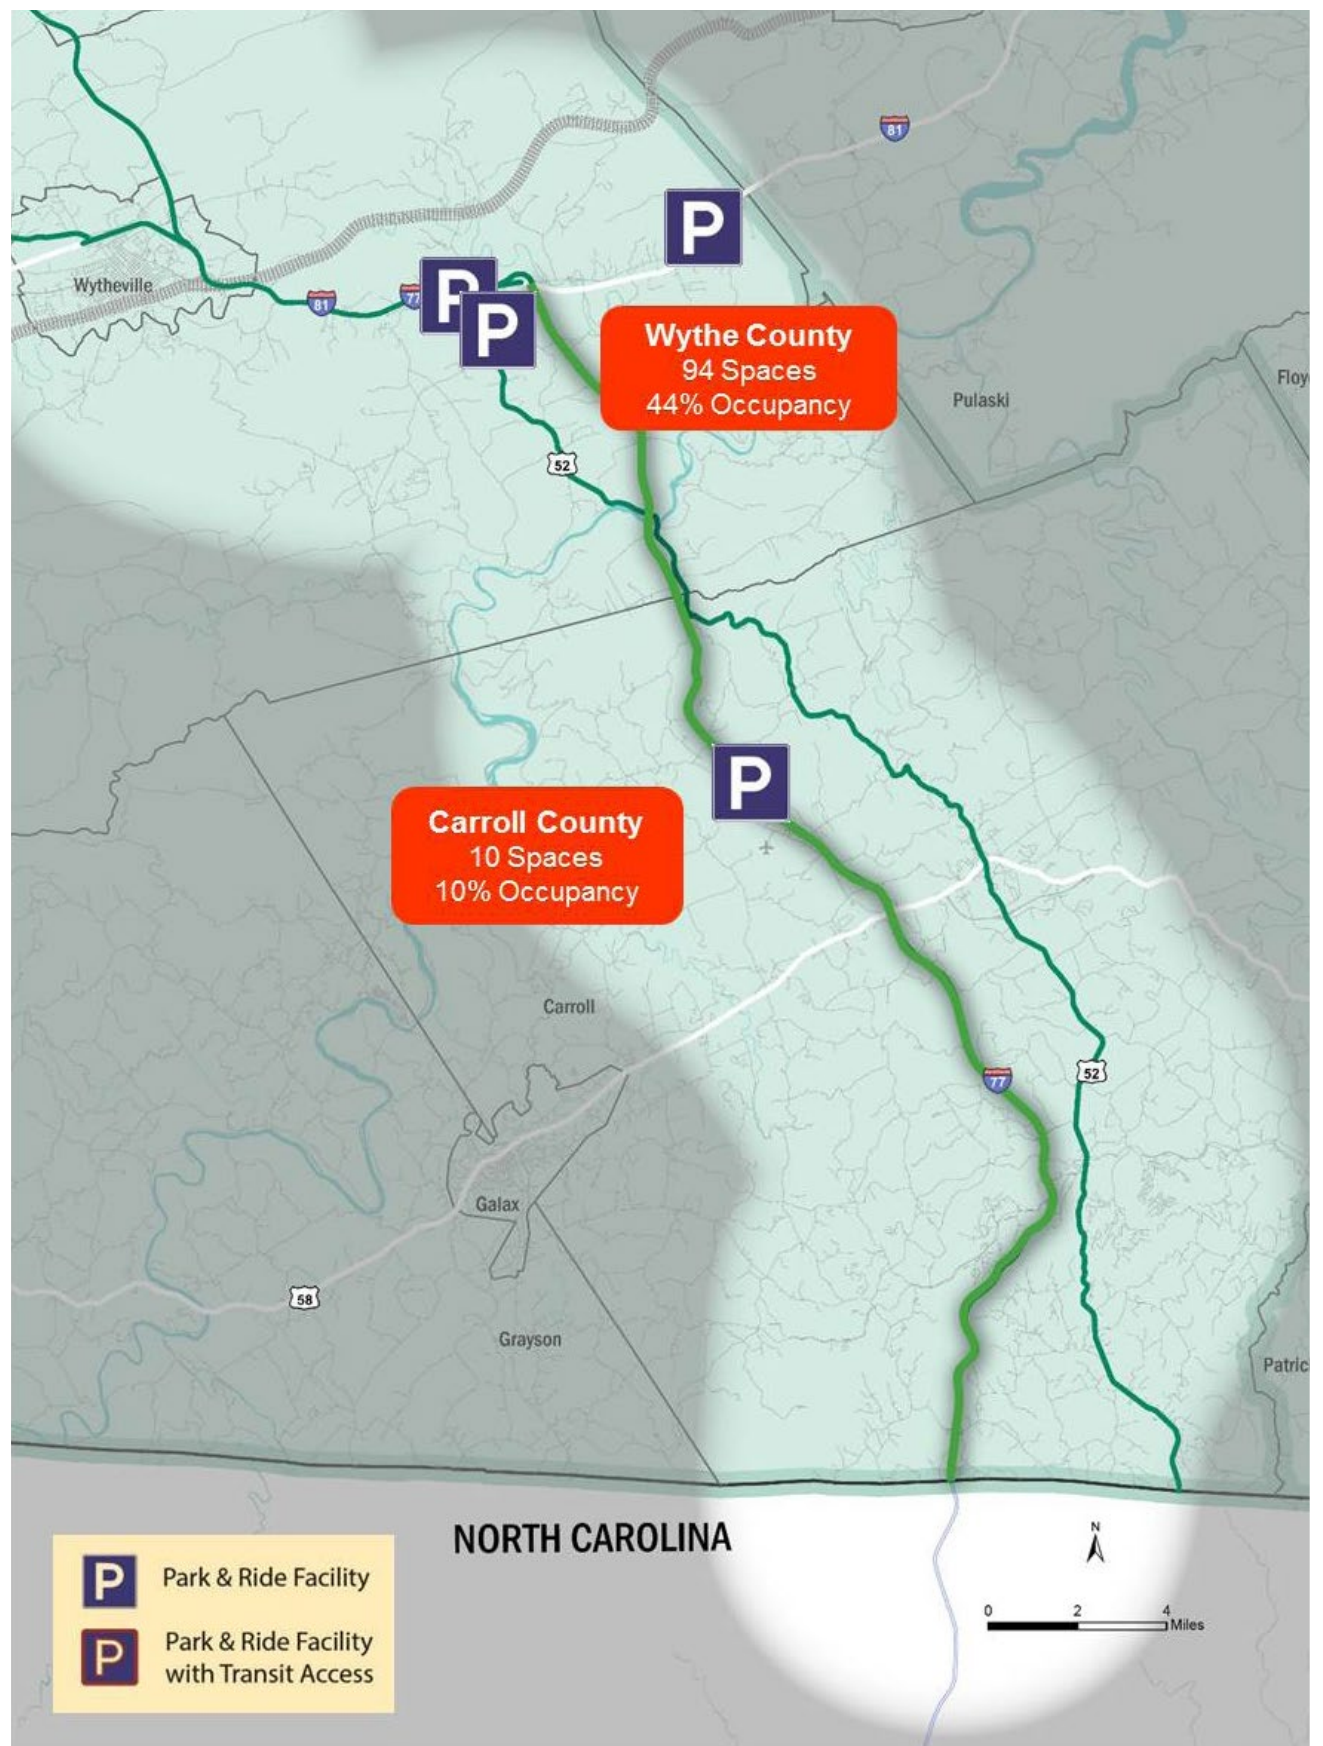 81
P
Wytheville
81
77
P
P
Wythe County
94 Spaces
44% Occupancy
Pulaski
Floy
52
P
Carroll County
10 Spaces
10% Occupancy
Carroll
77
52
Galax
58
Grayson
Patric
NORTH CAROLINA
N
0 2 4
Miles
P Park & Ride Facility
P Park & Ride Facility
with Transit Access